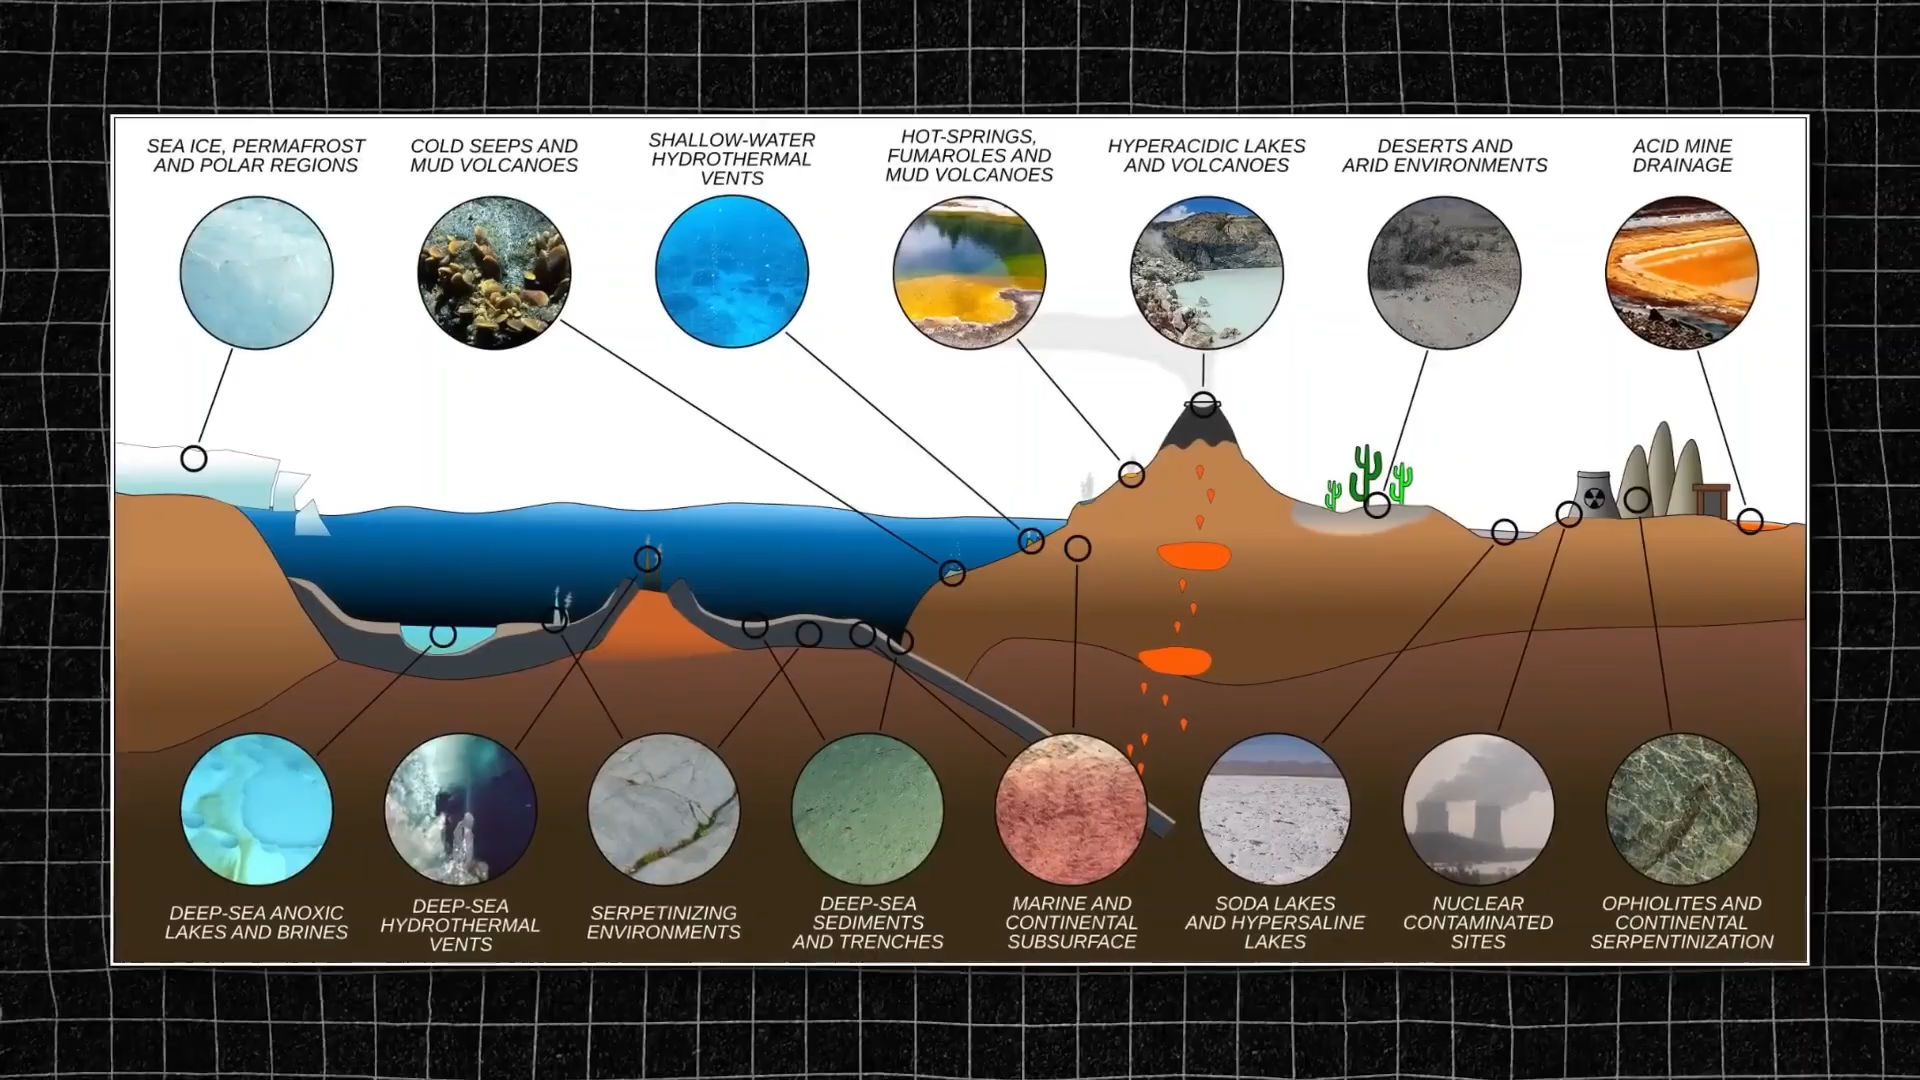 SEA ICE, PERMAFROST
AND POLAR REGIONS
COLD SEEPS AND
MUD VOLCANOES
SHALLOW-WATER
HYDROTHERMAL
VENTS
HOT-SPRINGS,
FUMAROLES AND
MUD VOLCANOES
HYPERACIDIC LAKES
AND VOLCANOES
DESERTS AND
ARID ENVIRONMENTS
ACID MINE
DRAINAGE
DEEP-SEA ANOXIC
LAKES AND BRINES
DEEP-SEA
HYDROTHERMAL
VENTS
SERPETINIZING
ENVIRONMENTS
DEEP-SEA
SEDIMENTS
AND TRENCHES
MARINE AND
CONTINENTAL
SUBSURFACE
SODA LAKES
AND HYPERSALINE
LAKES
NUCLEAR
CONTAMINATED
SITES
OPHIOLITES AND
CONTINENTAL
SERPENTINIZATION